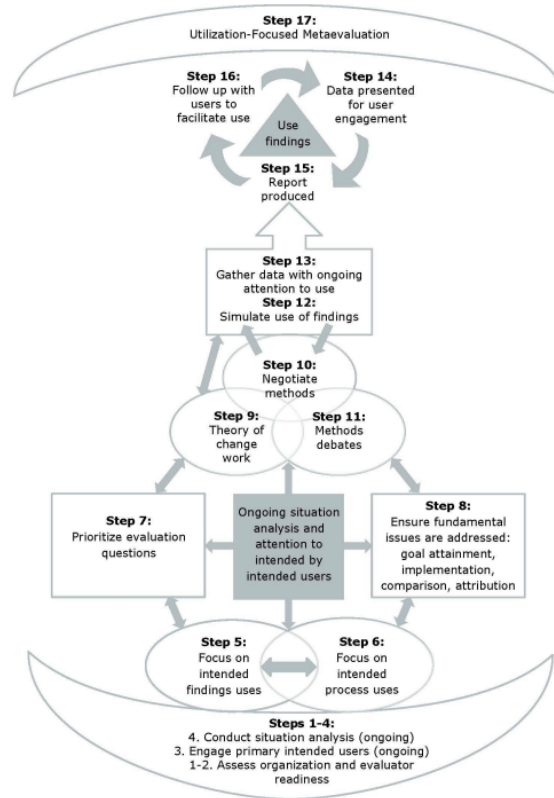 Step 17:
Utilization-Focused Metaevaluation
Step 16:
Follow up with
users to
facilitate use
Step 14:
Data presented
for user
engagement
Use
findings
Step 15:
Report
produced
Step 13:
Gather data with ongoing
attention to use
Step 12:
Simulate use of findings
Step 10:
Negotiate
methods
Step 9:
Theory of
change
work
Step 11:
Methods
debates
Step 7:
Prioritize evaluation
questions
Ongoing situation
analysis and
attention to
intended by
intended users
Step 8:
Ensure fundamental
issues are addressed:
goal attainment,
implementation,
comparison, attribution
Step 5:
Focus on
intended
findings uses
Step 6:
Focus on
intended
process uses
Steps 1-4:
4. Conduct situation analysis (ongoing)
3. Engage primary intended users (ongoing)
1-2. Assess organization and evaluator
readiness